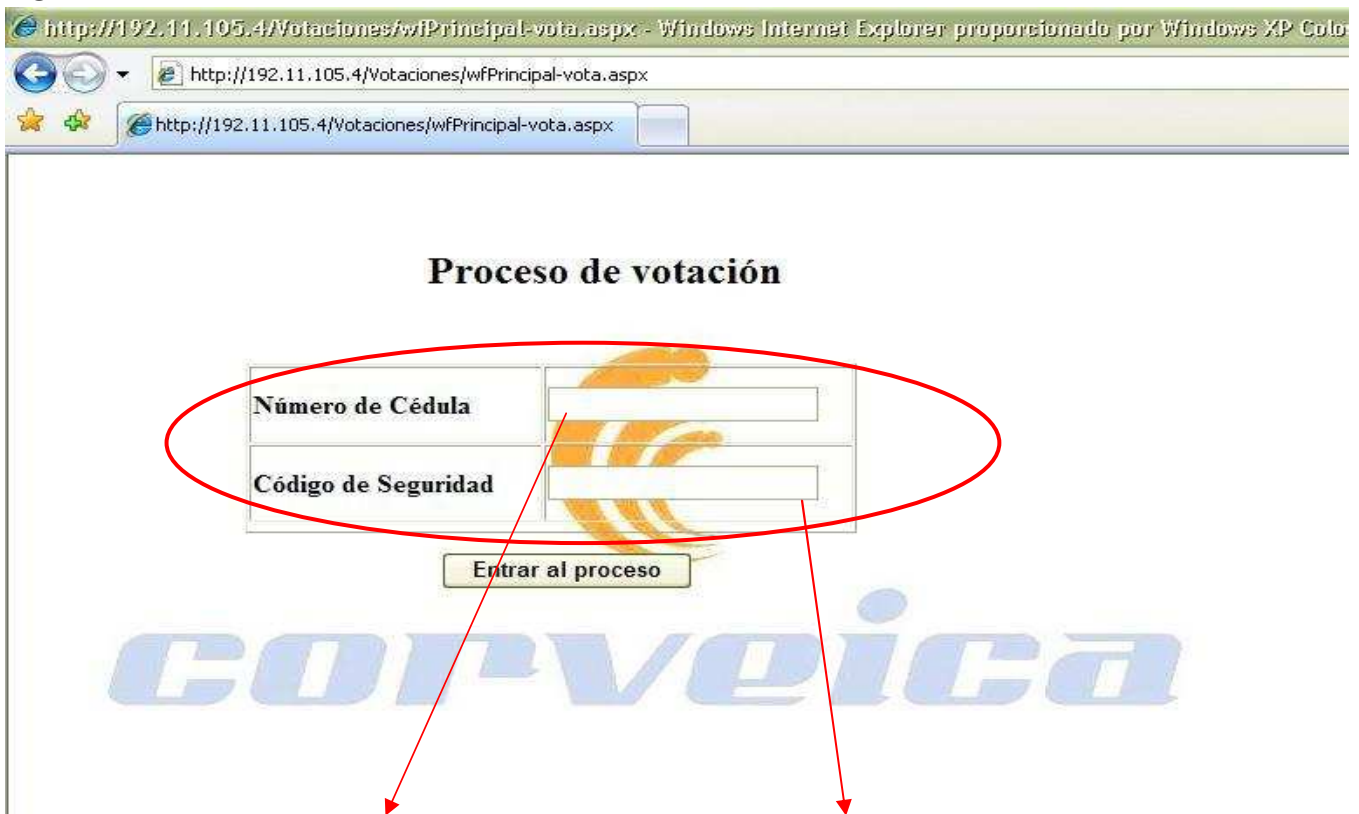 http://192.11.105.4/Votaciones/wfPrincipal-vota.aspx - Windows Internet Explorer proporcionado por Windows XP Colo
http://192.11.105.4/Votaciones/wfPrincipal-vota.aspx
http://192.11.105.4/Votaciones/wfPrincipal-vota.aspx
Proceso de votación
Número de Cédula
Código de Seguridad
Entrar al proceso
corveica